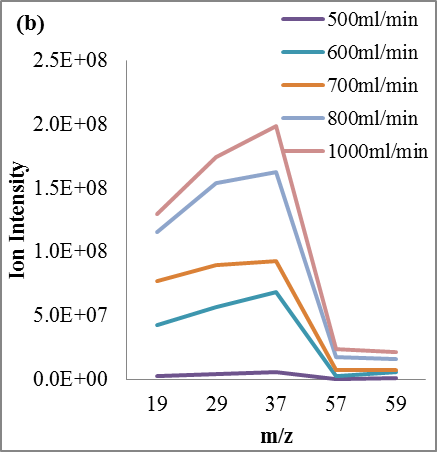 (b)
500ml/min
600ml/min
700ml/min
800ml/min
1000ml/min
2.5E+08
2.0E+08
1.5E+08
1.0E+08
5.0E+07
0.0E+00
Ion Intensity
19 29 37 57 59
m/z